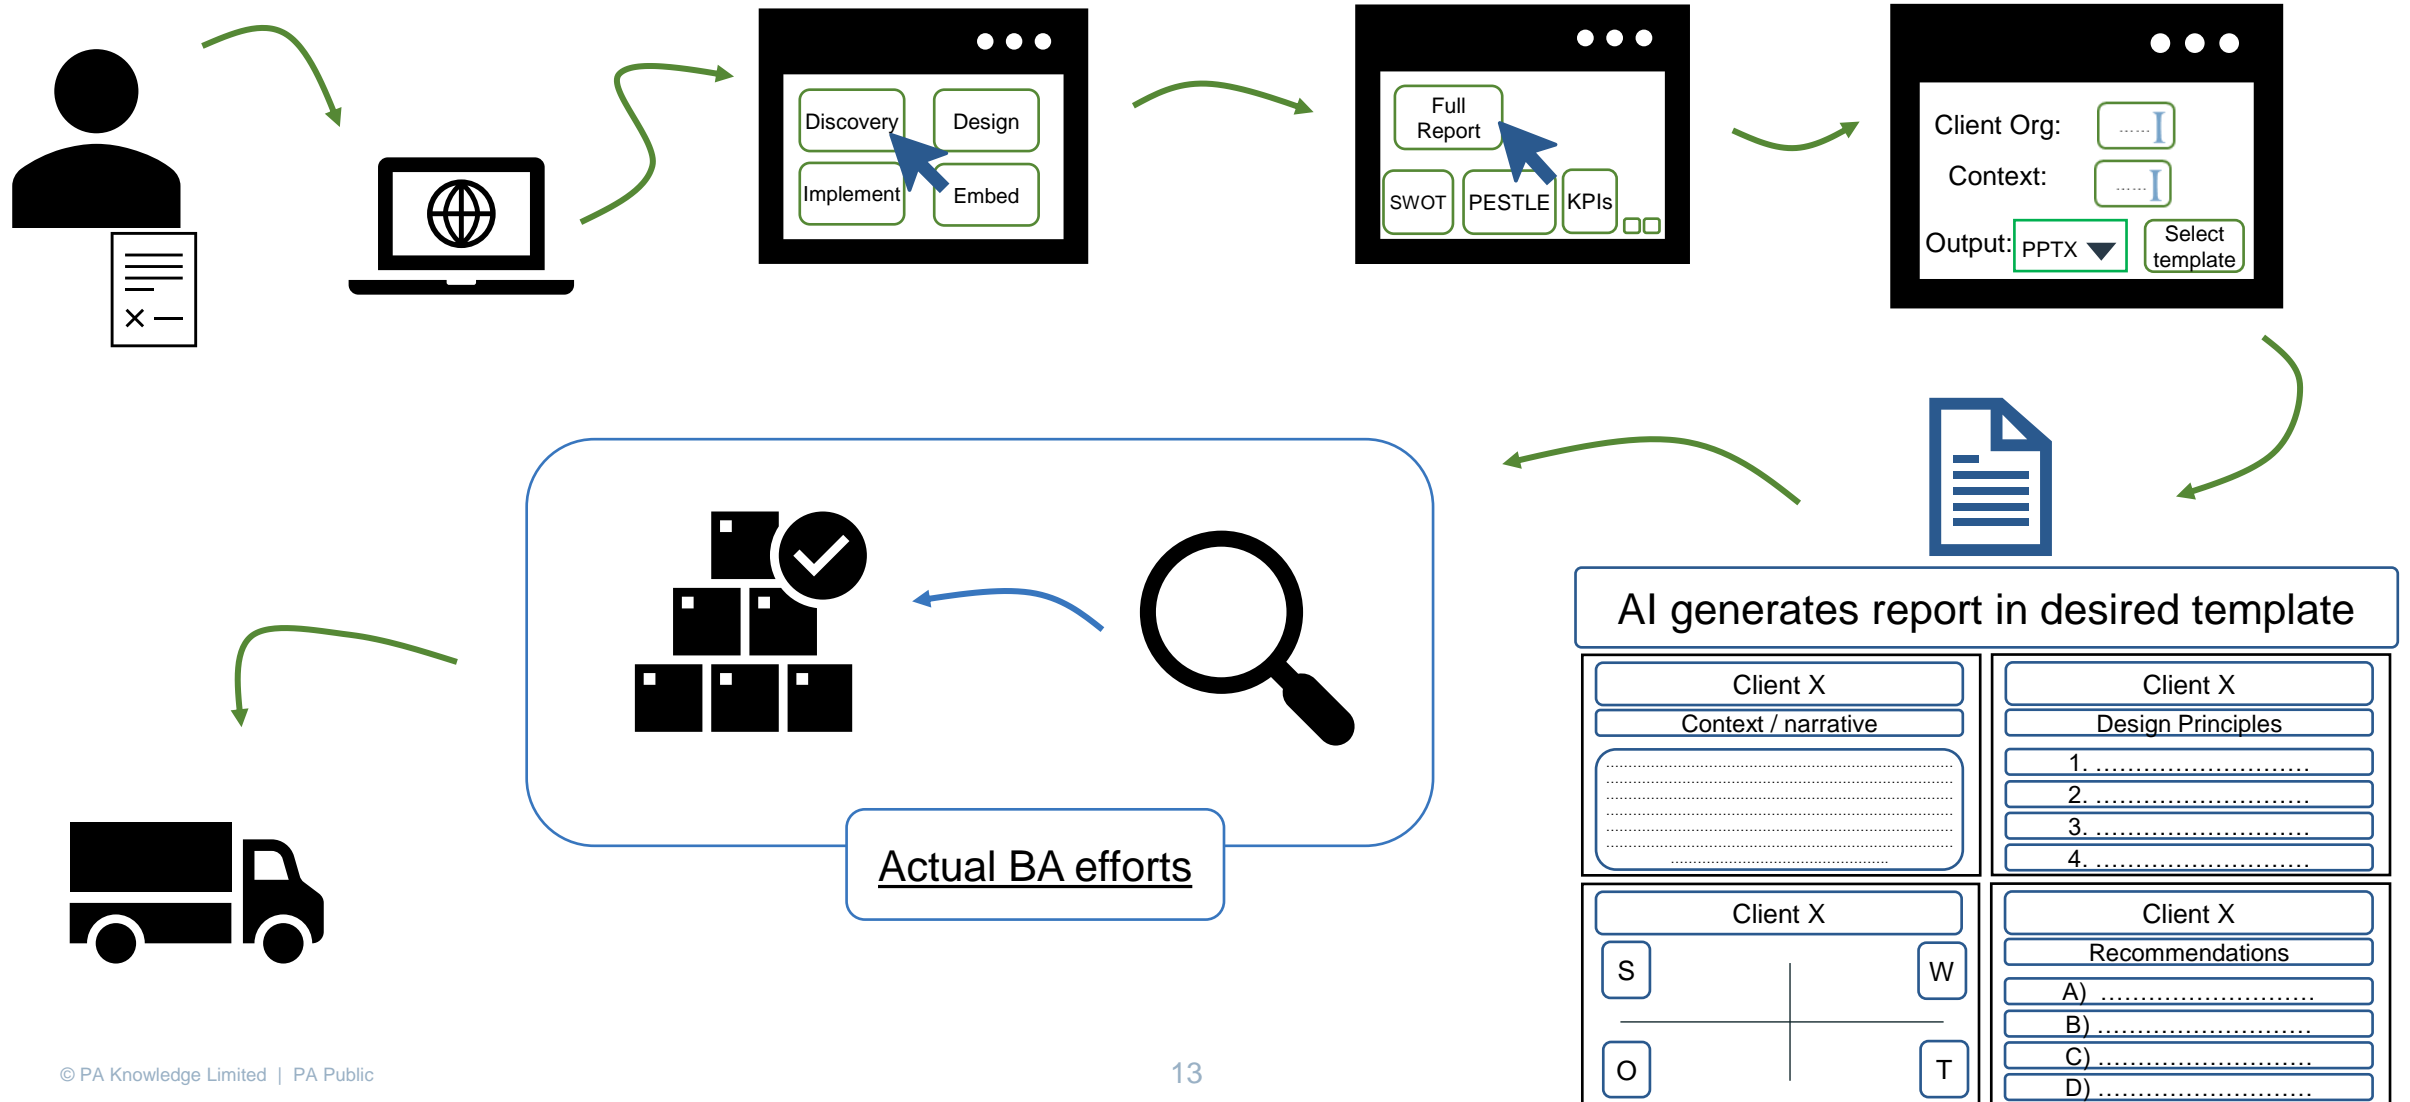 Discovery
Design
Implement
Embed
Full
Report
SWOT
PESTLE
KPIs
Client Org:
......
Context:
......
Output:
PPTX
Select
template
AI generates report in desired template
Client X
Context / narrative
Client X
Design Principles
1. ...........................
2. ...........................
3. ...........................
4. ...........................
Client X
S
W
O
T
Client X
Recommendations
A) ...........................
B) ...........................
C) ...........................
D) ...........................
Actual BA efforts
© PA Knowledge Limited | PA Public
13